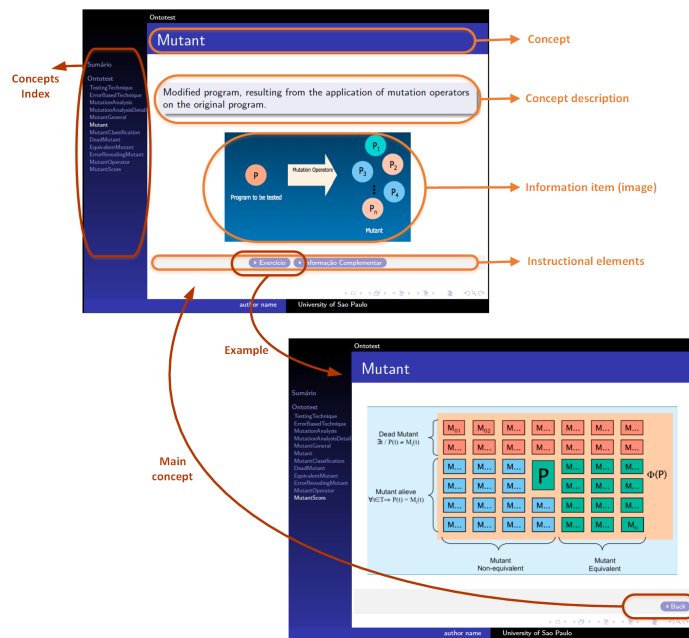 Ontotest
Mutant
Concept
Concepts
Index
Sumário
Ontotest
TestingTechnique
ErrorBasedTechnique
MutationAnalysis
MutationAnalysisDetail
MutantGeneral
Mutant
MutantClassification
DeadMutant
EquivalentMutant
ErrorRevealingMutant
MutantOperator
MutantScore
Modified program, resulting from the application of mutation operators
on the original program.
Concept description
P
Program to be tested
Mutation Operators
P1
P2
P3
P4
Pn
Mutant
Information item (image)
Exercício
Informação Complementar
Instructional elements
author name
University of Sao Paulo
Example
Main
concept
Ontotest
Mutant
Sumário
Ontotest
TestingTechnique
ErrorBasedTechnique
MutationAnalysis
MutationAnalysisDetail
MutantGeneral
Mutant
MutantClassification
DeadMutant
EquivalentMutant
ErrorRevealingMutant
MutantOperator
MutantScore
Dead Mutant
∃t / P(t) ≠ Mi(t)
Mutant alieve
∀t∈T⇒ P(t) = Mi(t)
M01 M02 M... M... M... M... M...
M... M... M... M... M... M... M...
M... M... M... P M... M... M...
M... M... M... M... M... M...
M... M... M... M... M... M... M...
M... M... M... M... M... M... Mn
Φ(P)
Mutant
Non-equivalent
Mutant
Equivalent
Back
author name
University of Sao Paulo